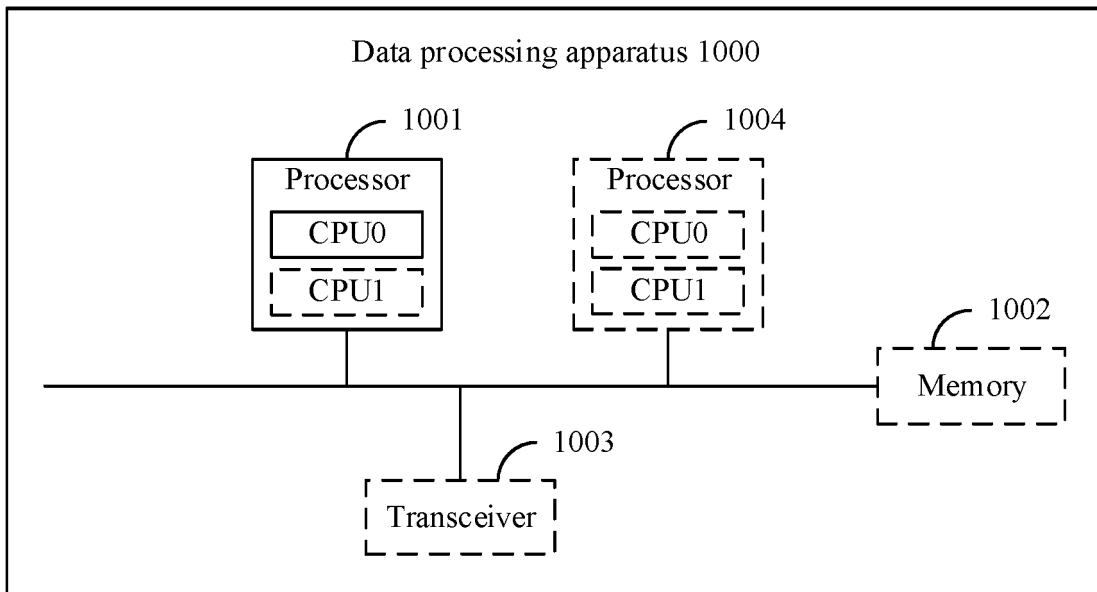 Data processing apparatus 1000
1001
1004
Processor
Processor
CPU0
CPU0
CPU1
CPU1
1002
Memory
1003
Transceiver